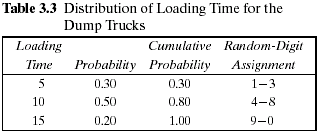 Table 3.3 Distribution of Loading Time for the
Dump Trucks
Loading Cumulative Random-Digit
Time Probability Probability Assignment
5 0.30 0.30 1–3
10 0.50 0.80 4–8
15 0.20 1.00 9–0